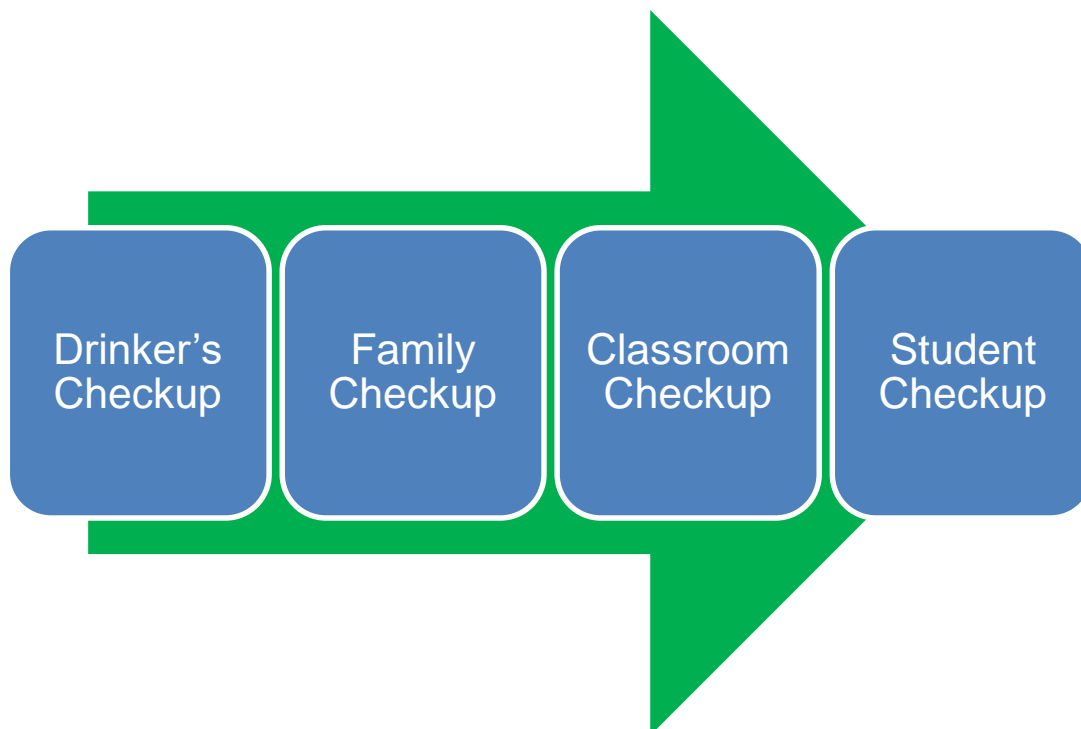 Drinker’s
Checkup
Family
Checkup
Classroom
Checkup
Student
Checkup